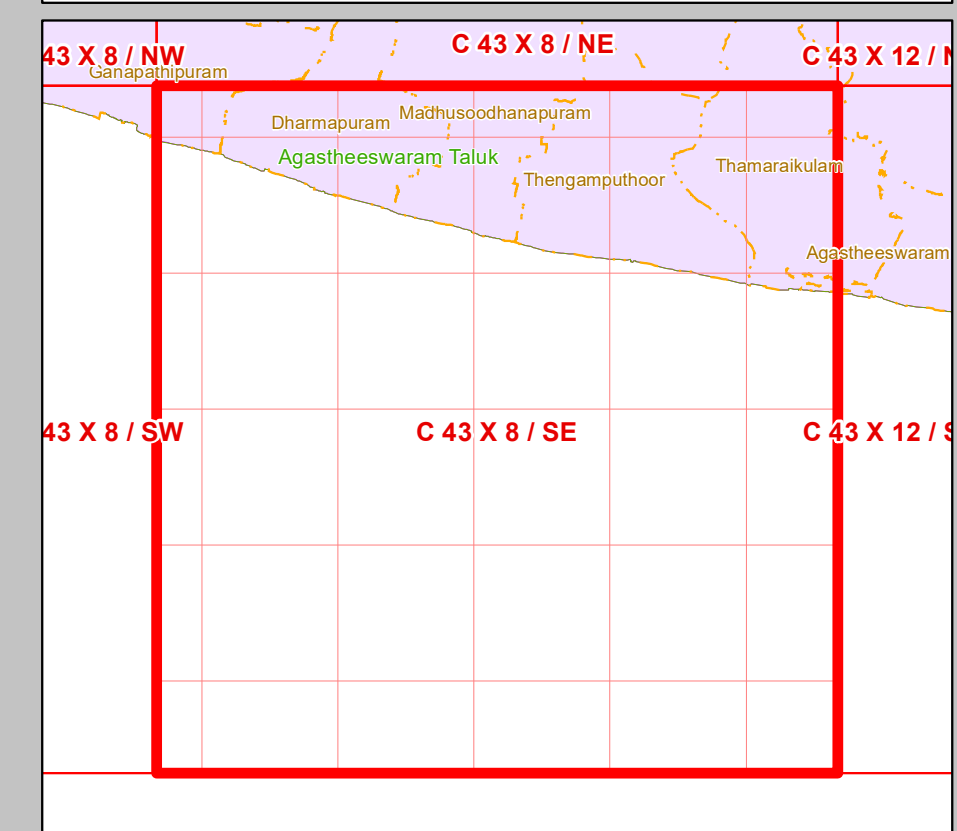 C 43 X 8 / NE
43 X 8 / NW
C 43 X 12 / N
Ganapathipuram
Madhusoodhanapuram
Dharmapuram
Agastheeswaram Taluk
Thamaraikulam
Thengamputhoor
Agastheeswaram
43 X 8 / SW
C 43 X 8 / SE
C 43 X 12 / S